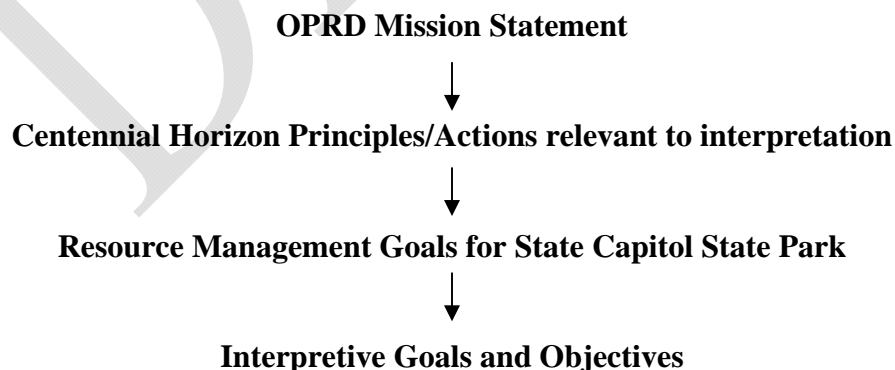 OPRD Mission Statement
Centennial Horizon Principles/Actions relevant to interpretation
Resource Management Goals for State Capitol State Park
Interpretive Goals and Objectives